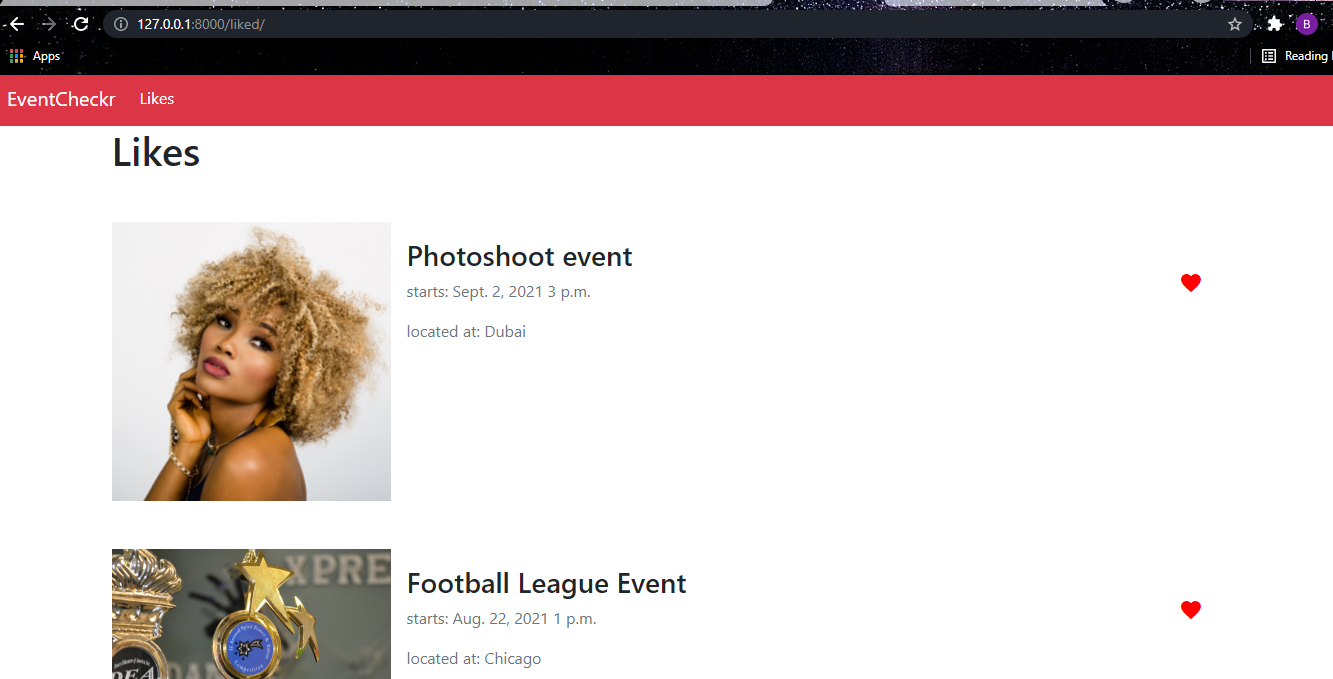 127.0.0.1:8000/liked/
B
Apps
Reading
EventCheckr Likes
Likes
Photoshoot event
starts: Sept. 2, 2021 3 p.m.
located at: Dubai
XPRE
Football League Event
starts: Aug. 22, 2021 1 p.m.
located at: Chicago